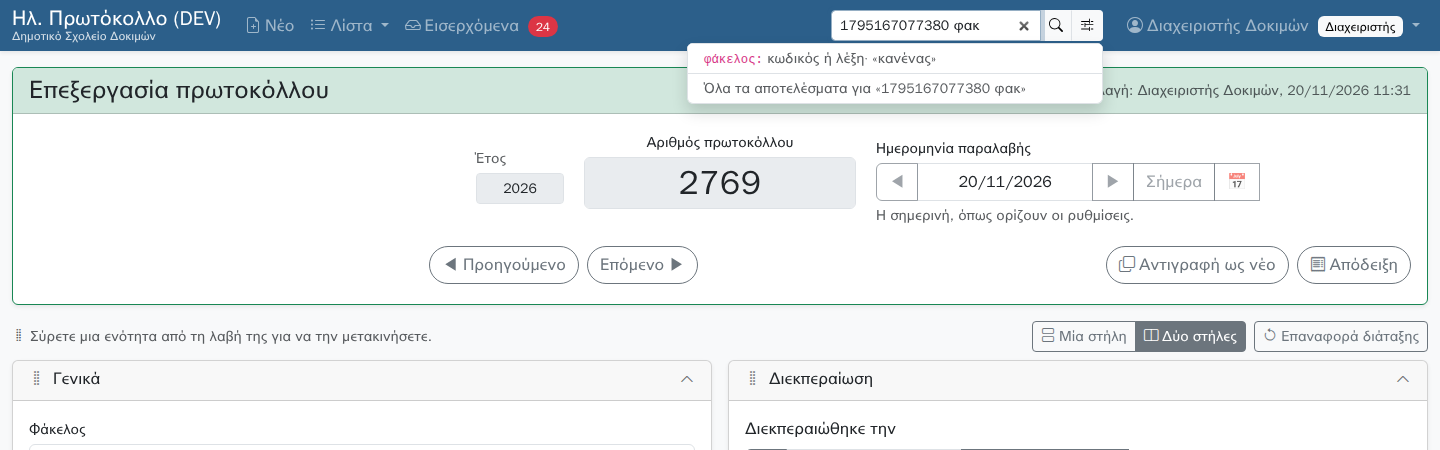 Ηλ. Πρωτόκολλο (DEV)
Δημοτικό Σχολείο Δοκιμών
Νέο
Λίστα
Εισερχόμενα 24
1795167077380 φακ
Διαχειριστής Δοκιμών Διαχειριστής
φάκελος: κωδικός ή λέξη· «κανένας»
Όλα τα αποτελέσματα για «1795167077380 φακ»
Επεξεργασία πρωτοκόλλου
Διαχειριστής Δοκιμών, 20/11/2026 11:31
Έτος
2026
Αριθμός πρωτοκόλλου
2769
Ημερομηνία παραλαβής
◀ 20/11/2026 ▶ Σήμερα
Η σημερινή, όπως ορίζουν οι ρυθμίσεις.
◀ Προηγούμενο
Επόμενο ▶
Αντιγραφή ως νέο
Απόδειξη
Σύρετε μια ενότητα από τη λαβή της για να την μετακινήσετε.
Μία στήλη
Δύο στήλες
Επαναφορά διάταξης
Γενικά
Φάκελος
Διεκπεραίωση
Διεκπεραιώθηκε την